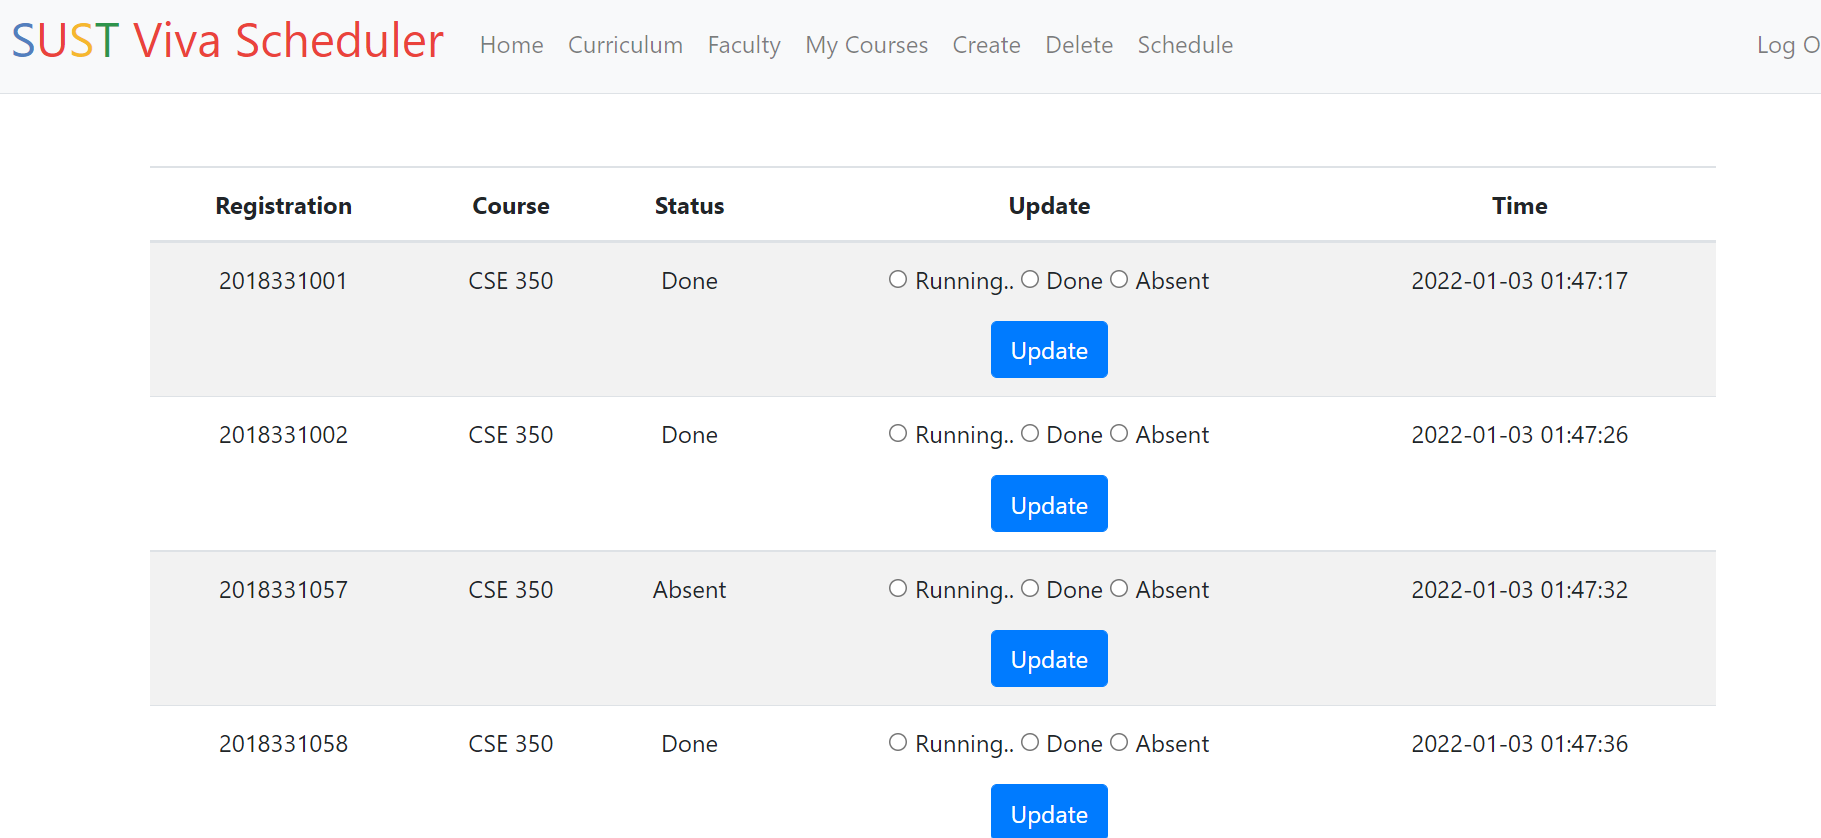 SUST Viva Scheduler Home Curriculum Faculty My Courses Create Delete Schedule Log O
Registration Course Status Update Time
2018331001 CSE 350 Done Running.. Done Absent 2022-01-03 01:47:17
Update
2018331002 CSE 350 Done Running.. Done Absent 2022-01-03 01:47:26
Update
2018331057 CSE 350 Absent Running.. Done Absent 2022-01-03 01:47:32
Update
2018331058 CSE 350 Done Running.. Done Absent 2022-01-03 01:47:36
Update